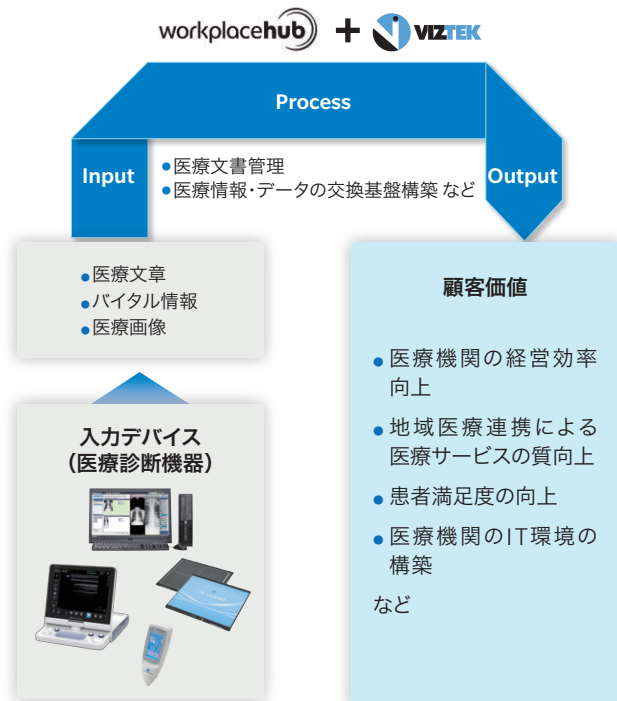 workplacehub + VIZTEK
Process
Input
●医療文書管理
●医療情報・データの交換基盤構築 など
Output
●医療文章
●バイタル情報
●医療画像
入力デバイス
(医療診断機器)
顧客価値
●医療機関の経営効率
向上
●地域医療連携による
医療サービスの質向上
●患者満足度の向上
●医療機関のIT環境の
構築
など